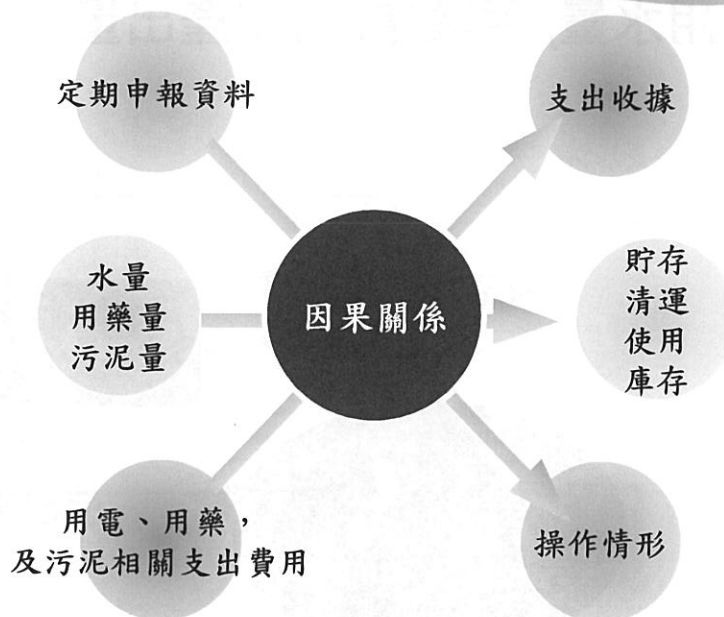 定期申報資料
支出收據
水量
用藥量
污泥量
因果關係
貯存
清運
使用
庫存
用電、用藥，
及污泥相關支出費用
操作情形